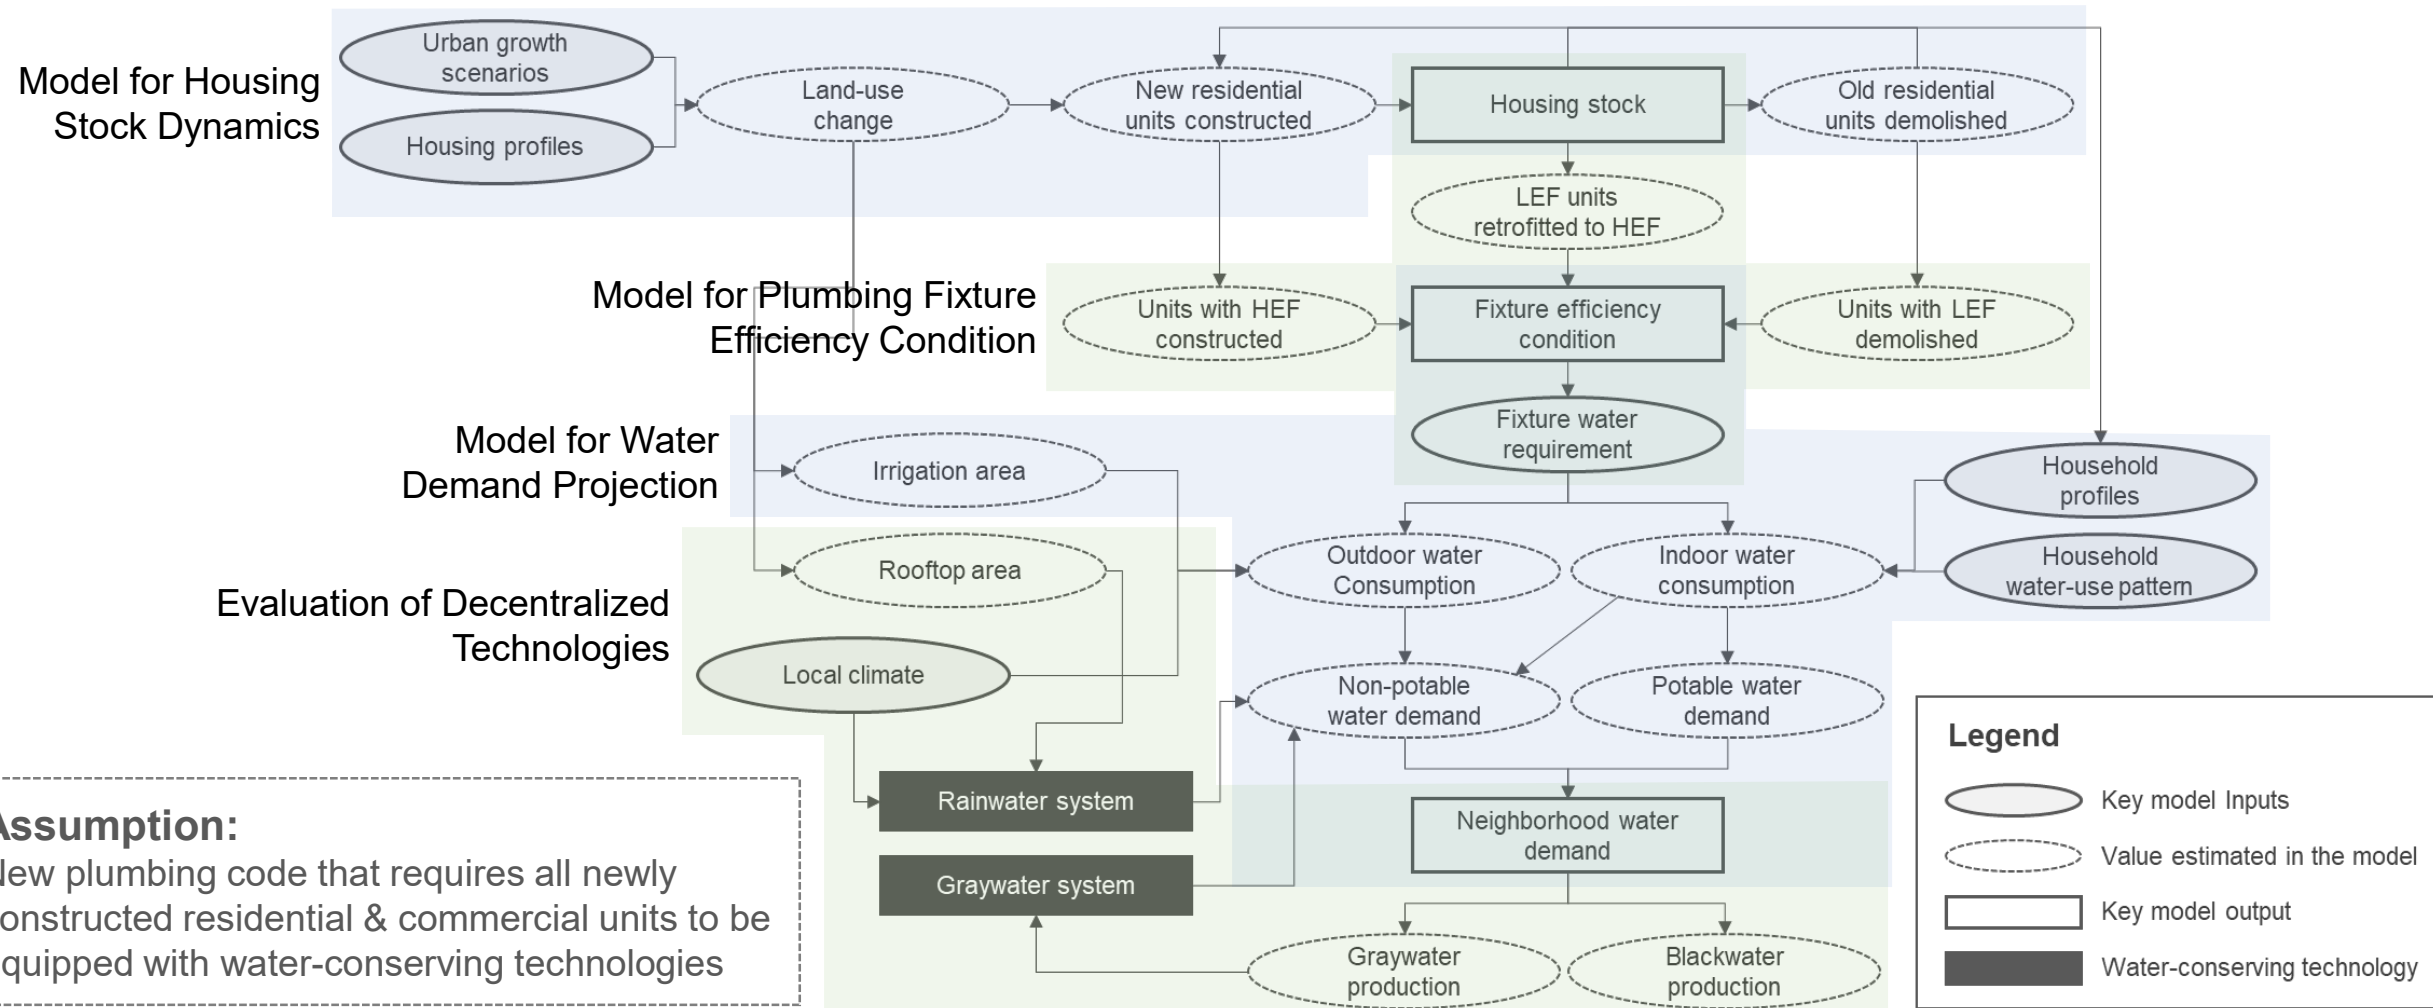 Model for Housing
Stock Dynamics
Urban growth
scenarios
Housing profiles
Land-use
change
New residential
units constructed
Housing stock
Old residential
units demolished
LEF units
retrofitted to HEF
Model for Plumbing Fixture
Efficiency Condition
Units with HEF
constructed
Fixture efficiency
condition
Units with LEF
demolished
Fixture water
requirement
Model for Water
Demand Projection
Irrigation area
Household
profiles
Household
water-use pattern
Evaluation of Decentralized
Technologies
Rooftop area
Outdoor water
Consumption
Indoor water
consumption
Local climate
Non-potable
water demand
Potable water
demand
Rainwater system
Graywater system
Neighborhood water
demand
Graywater
production
Blackwater
production
Assumption:
New plumbing code that requires all newly
constructed residential & commercial units to be
equipped with water-conserving technologies
Legend
Key model Inputs
Value estimated in the model
Key model output
Water-conserving technology